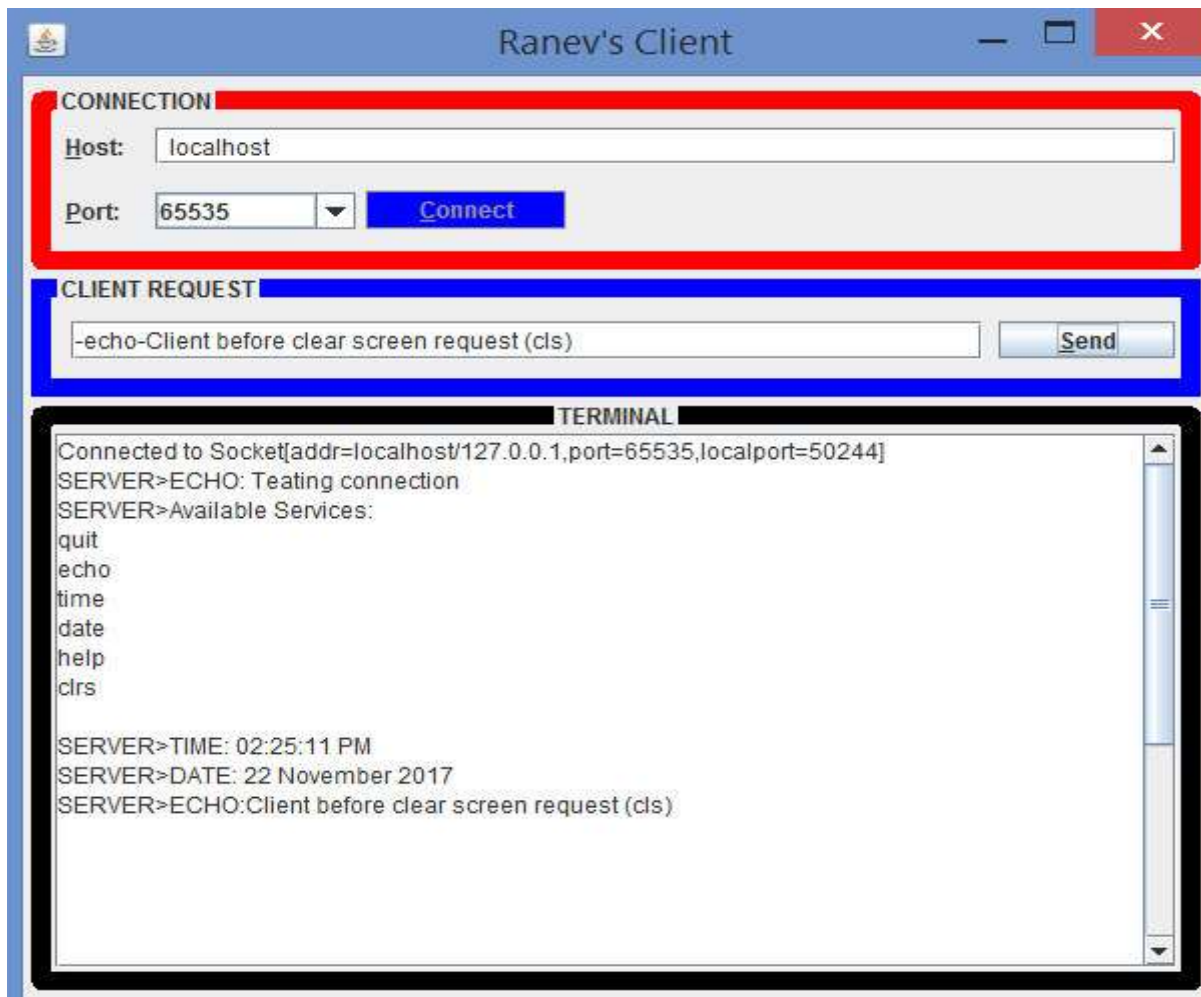 Ranev's Client
CONNECTION
Host: localhost
Port: 65535 Connect
CLIENT REQUEST
-echo-Client before clear screen request (cls) Send
TERMINAL
Connected to Socket[addr=localhost/127.0.0.1,port=65535,localport=50244]
SERVER>ECHO: Teating connection
SERVER>Available Services:
quit
echo
time
date
help
clrs
SERVER>TIME: 02:25:11 PM
SERVER>DATE: 22 November 2017
SERVER>ECHO:Client before clear screen request (cls)